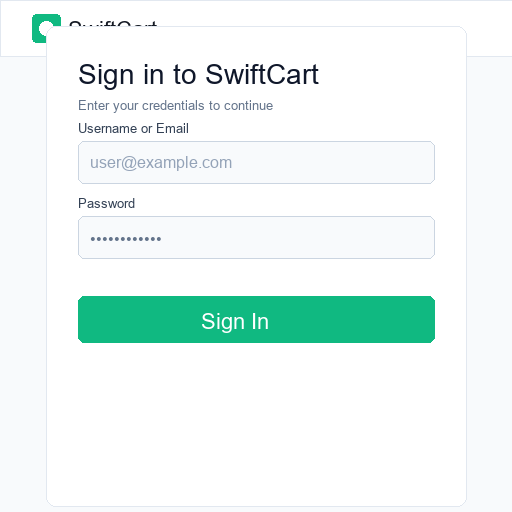 SwiftCart
Sign in to SwiftCart
Enter your credentials to continue
Username or Email
user@example.com
Password
••••••••••••
Sign In